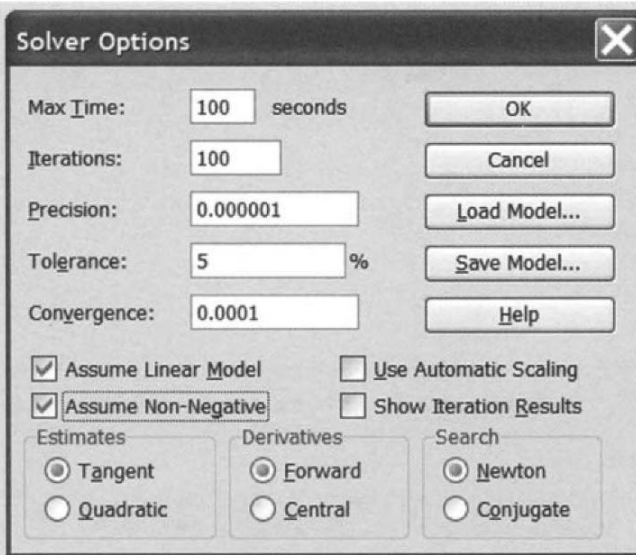 Solver Options
Max Time: 100 seconds
OK
Iterations: 100
Cancel
Precision: 0.000001
Load Model...
Tolerance: 5 %
Save Model...
Convergence: 0.0001
Help
Assume Linear Model
Use Automatic Scaling
Assume Non-Negative
Show Iteration Results
Estimates
Tangent
Quadratic
Derivatives
Forward
Central
Search
Newton
Conjugate